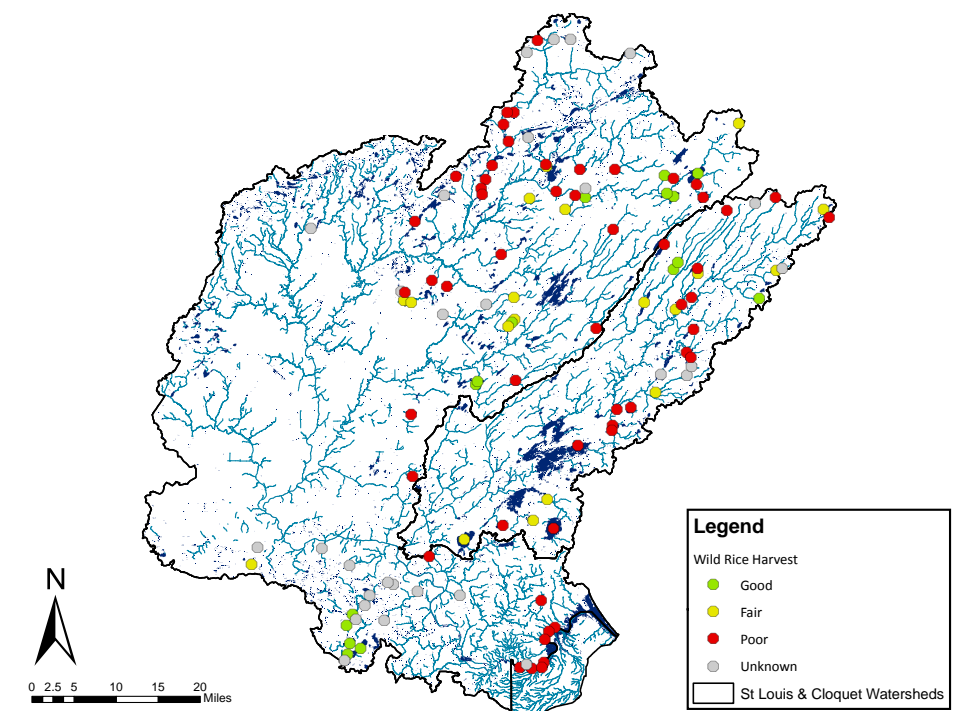 Legend
Wild Rice Harvest
Good
Fair
Poor
Unknown
St Louis & Cloquet Watersheds
N
0 2.5 5 10 15 20
Miles